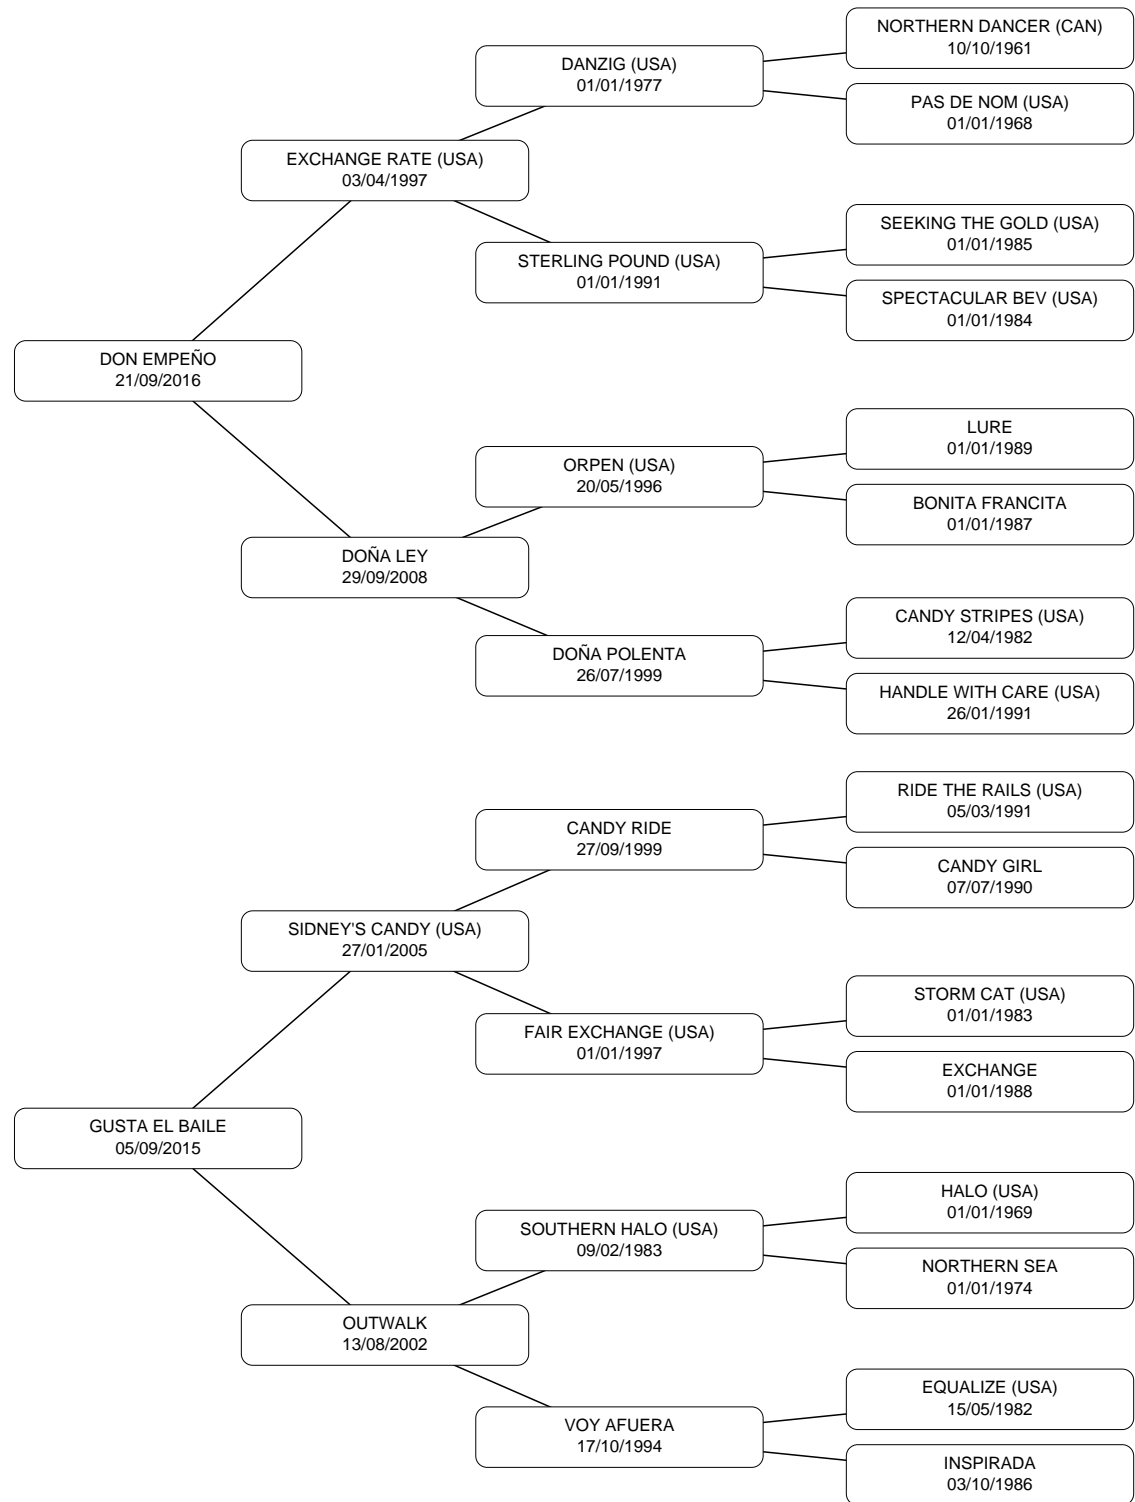 NORTHERN DANCER (CAN)
10/10/1961
DANZIG (USA)
01/01/1977
PAS DE NOM (USA)
01/01/1968
EXCHANGE RATE (USA)
03/04/1997
SEEKING THE GOLD (USA)
01/01/1985
STERLING POUND (USA)
01/01/1991
SPECTACULAR BEV (USA)
01/01/1984
DON EMPEÑO
21/09/2016
LURE
01/01/1989
ORPEN (USA)
20/05/1996
BONITA FRANCITA
01/01/1987
DOÑA LEY
29/09/2008
CANDY STRIPES (USA)
12/04/1982
DOÑA POLENTA
26/07/1999
HANDLE WITH CARE (USA)
26/01/1991
RIDE THE RAILS (USA)
05/03/1991
CANDY RIDE
27/09/1999
CANDY GIRL
07/07/1990
SIDNEY'S CANDY (USA)
27/01/2005
STORM CAT (USA)
01/01/1983
FAIR EXCHANGE (USA)
01/01/1997
EXCHANGE
01/01/1988
GUSTA EL BAILE
05/09/2015
HALO (USA)
01/01/1969
SOUTHERN HALO (USA)
09/02/1983
NORTHERN SEA
01/01/1974
OUTWALK
13/08/2002
EQUALIZE (USA)
15/05/1982
VOY AFUERA
17/10/1994
INSPIRADA
03/10/1986